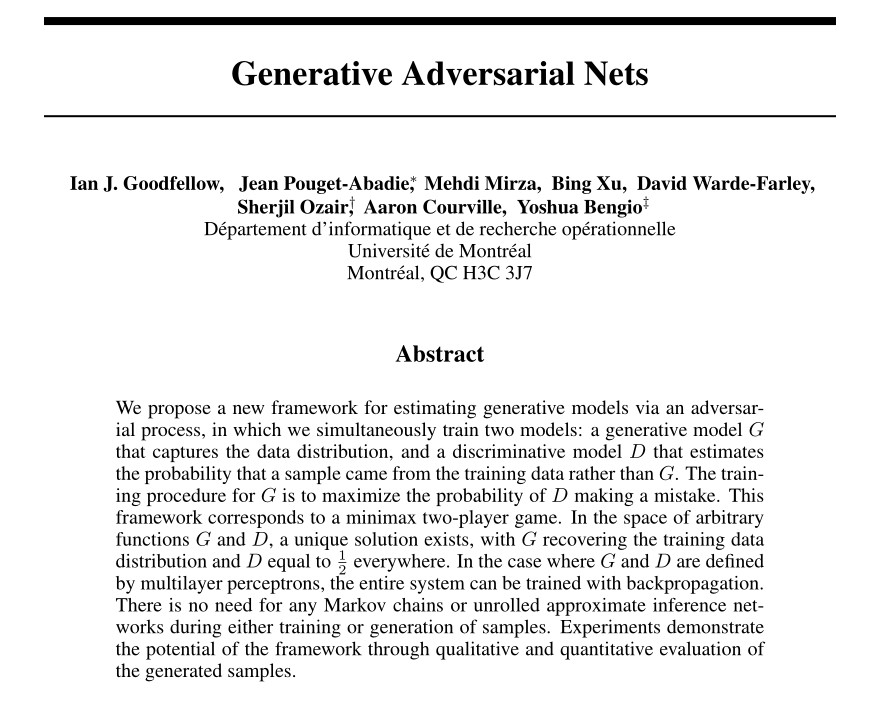 Generative Adversarial Nets
Ian J. Goodfellow, Jean Pouget-Abadie,* Mehdi Mirza, Bing Xu, David Warde-Farley,
Sherjil Ozair,† Aaron Courville, Yoshua Bengio‡
Département d'informatique et de recherche opérationnelle
Université de Montréal
Montréal, QC H3C 3J7
Abstract
We propose a new framework for estimating generative models via an adversar-
ial process, in which we simultaneously train two models: a generative model G
that captures the data distribution, and a discriminative model D that estimates
the probability that a sample came from the training data rather than G. The train-
ing procedure for G is to maximize the probability of D making a mistake. This
framework corresponds to a minimax two-player game. In the space of arbitrary
functions G and D, a unique solution exists, with G recovering the training data
distribution and D equal to 1/2 everywhere. In the case where G and D are defined
by multilayer perceptrons, the entire system can be trained with backpropagation.
There is no need for any Markov chains or unrolled approximate inference net-
works during either training or generation of samples. Experiments demonstrate
the potential of the framework through qualitative and quantitative evaluation of
the generated samples.